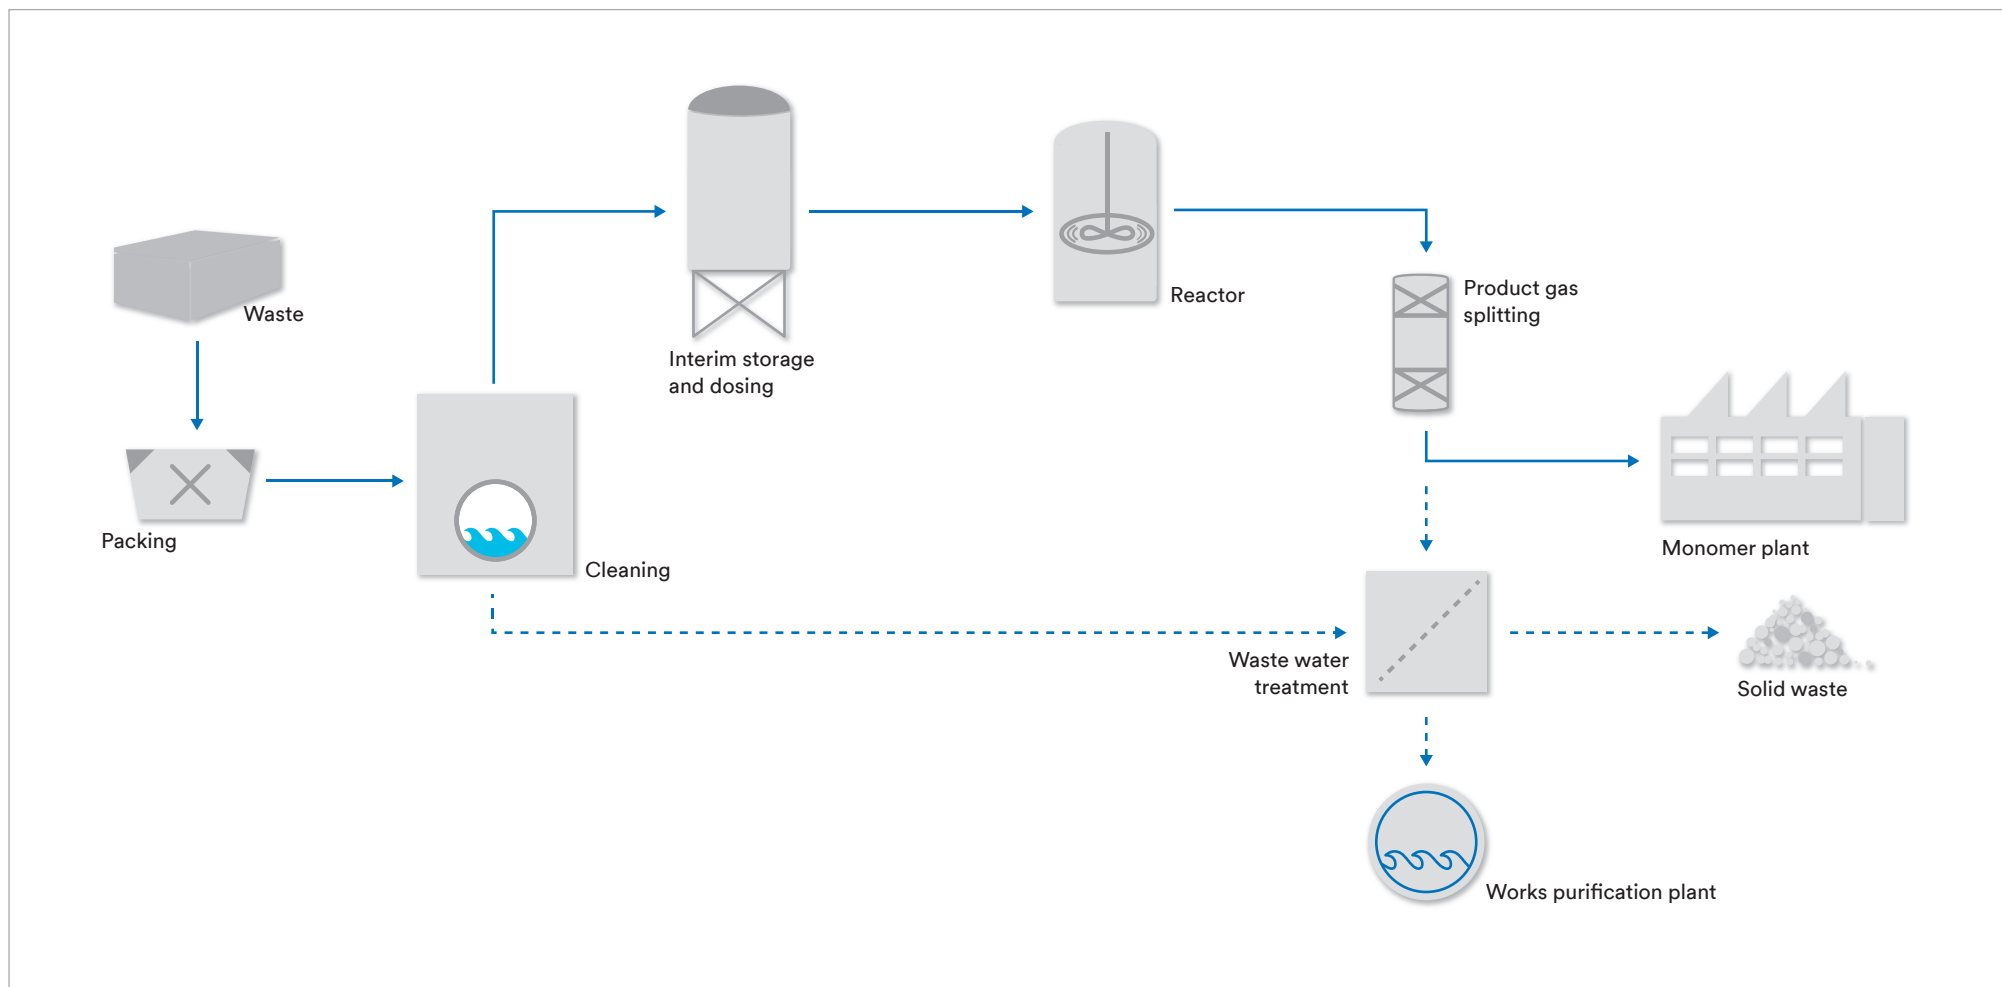 Waste
Packing
Cleaning
Interim storage
and dosing
Reactor
Product gas
splitting
Monomer plant
Waste water
treatment
Solid waste
Works purification plant